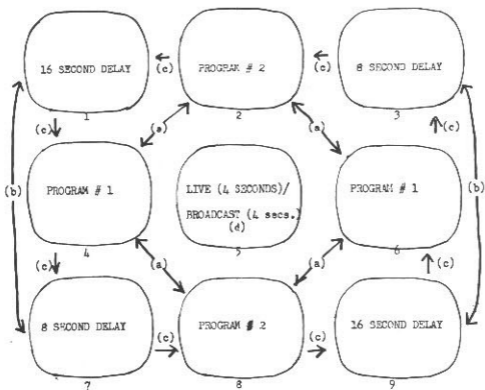 16 SECOND DELAY
1
(c)
PROGRAM # 2
2
(c)
8 SECOND DELAY
3
(c)
(a)
(a)
(c)
(b)
PROGRAM # 1
4
LIVE (4 SECONDS)/
BROADCAST (4 secs.)
(d)
5
PROGRAM # 1
6
(b)
(c)
(a)
(a)
(c)
8 SECOND DELAY
7
(c)
PROGRAM # 2
8
(c)
16 SECOND DELAY
9